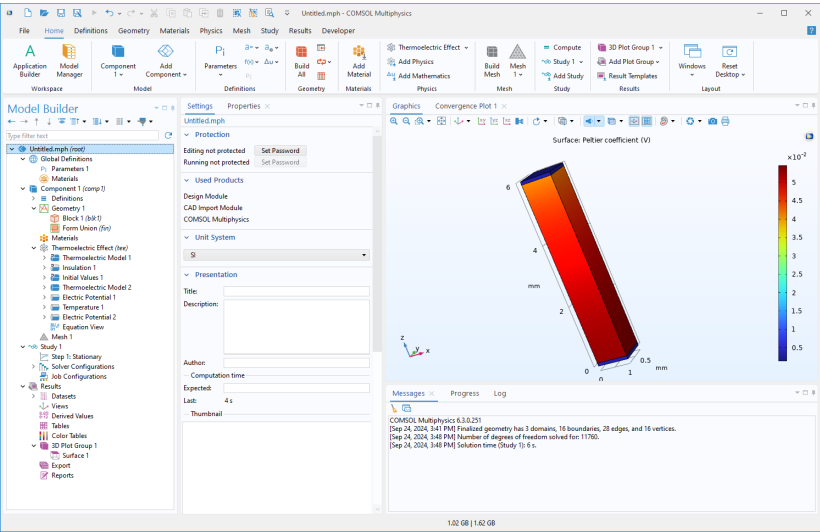 Untitled.mph - COMSOL Multiphysics
File Home Definitions Geometry Materials Physics Mesh Study Results Developer
Application Builder
Model Manager
Workspace
Component 1
Add Component
Model
Pi
Parameters
a=
f(x)
Δu
Definitions
Build All
Geometry
Add Material
Materials
Thermoelectric Effect
Add Physics
Add Mathematics
Physics
Build Mesh
Mesh 1
Mesh
Compute
Study 1
Add Study
Study
3D Plot Group 1
Add Plot Group
Result Templates
Results
Windows
Reset Desktop
Layout
Model Builder
Type filter text
Untitled.mph (root)
Global Definitions
Pi Parameters 1
Materials
Component 1 (comp1)
Definitions
Geometry 1
Block 1 (blk1)
Form Union (fin)
Materials
Thermoelectric Effect (tee)
Thermoelectric Model 1
Insulation 1
Initial Values 1
Thermoelectric Model 2
Electric Potential 1
Temperature 1
Electric Potential 2
Equation View
Mesh 1
Study 1
Step 1: Stationary
Solver Configurations
Job Configurations
Results
Datasets
Views
Derived Values
Tables
Color Tables
3D Plot Group 1
Surface 1
Export
Reports
Settings Properties
Untitled.mph
Protection
Editing not protected Set Password
Running not protected Set Password
Used Products
Design Module
CAD Import Module
COMSOL Multiphysics
Unit System
SI
Presentation
Title:
Description:
Author:
Computation time
Expected:
Last: 4 s
Thumbnail
Graphics Convergence Plot 1
Surface: Peltier coefficient (V)
×10⁻²
6
4
mm
2
0
0
1
0.5
mm
z
y
x
5
4.5
4
3.5
3
2.5
2
1.5
1
0.5
Messages Progress Log
COMSOL Multiphysics 6.3.0.251
[Sep 24, 2024, 3:41 PM] Finalized geometry has 3 domains, 16 boundaries, 28 edges, and 16 vertices.
[Sep 24, 2024, 3:48 PM] Number of degrees of freedom solved for: 11760.
[Sep 24, 2024, 3:48 PM] Solution time (Study 1): 6 s.
1.02 GB | 1.62 GB